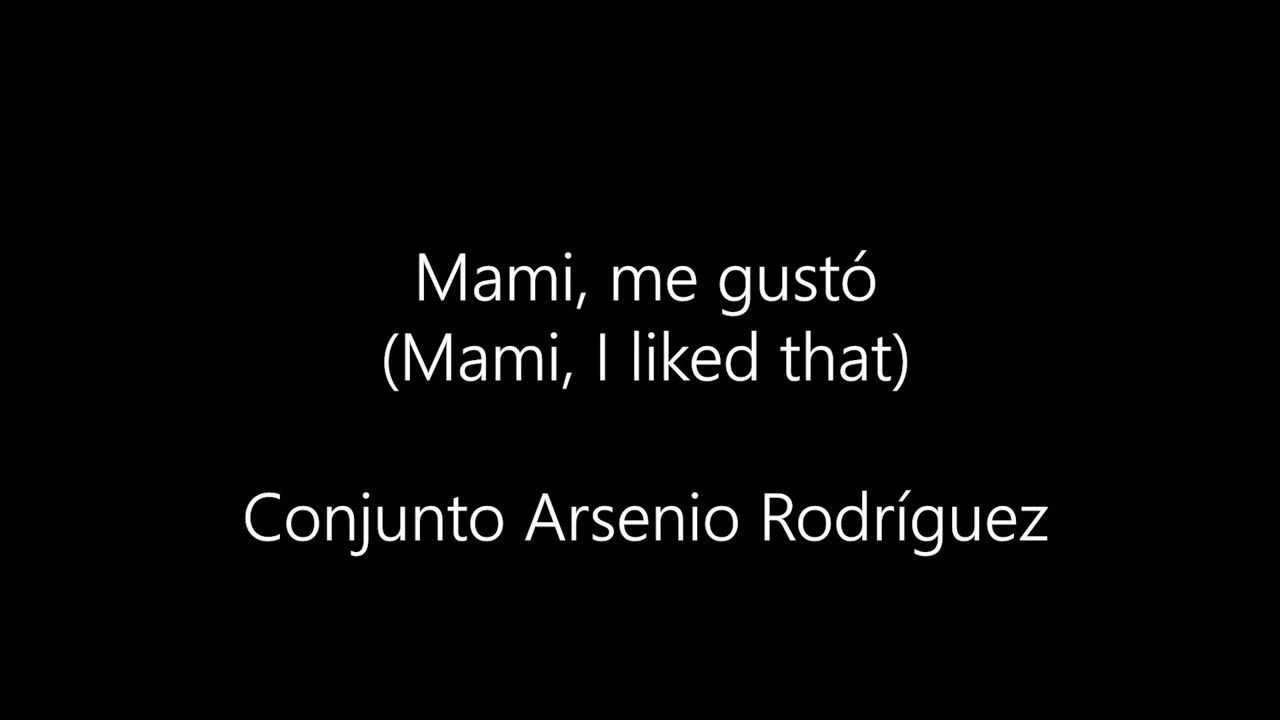 Mami, me gustó
(Mami, I liked that)
Conjunto Arsenio Rodríguez